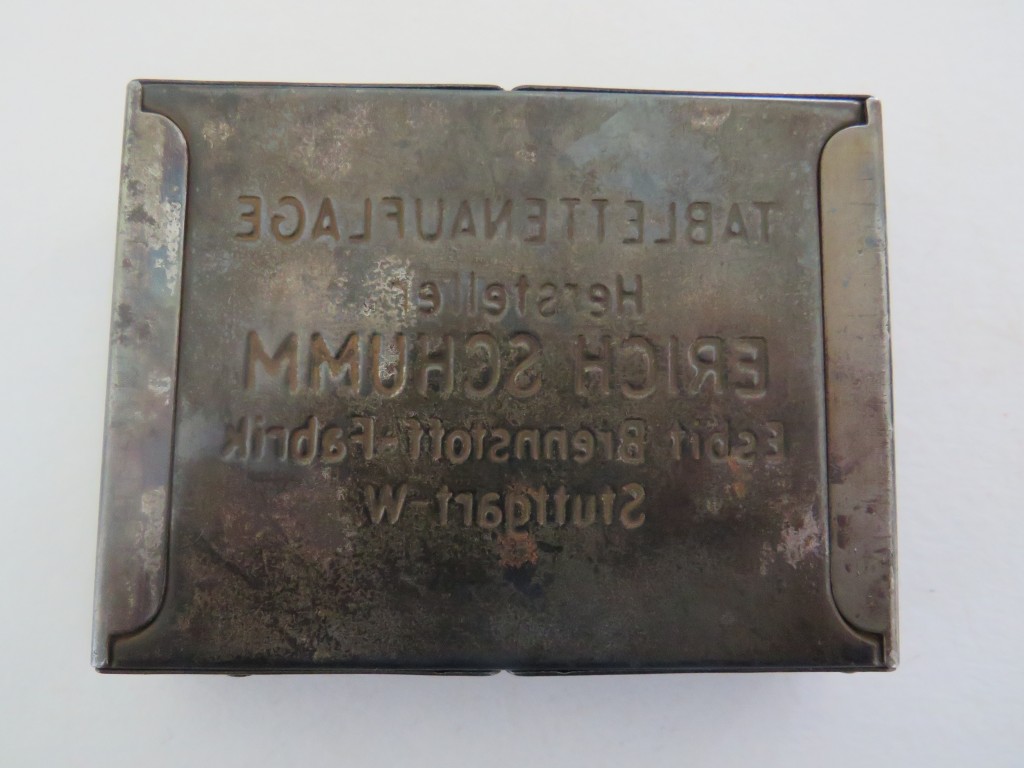 TABLETTENAUFLAGE
Hersteller
ERICH SCHUMM
Esbit Brennstoff-Fabrik
Stuttgart-W